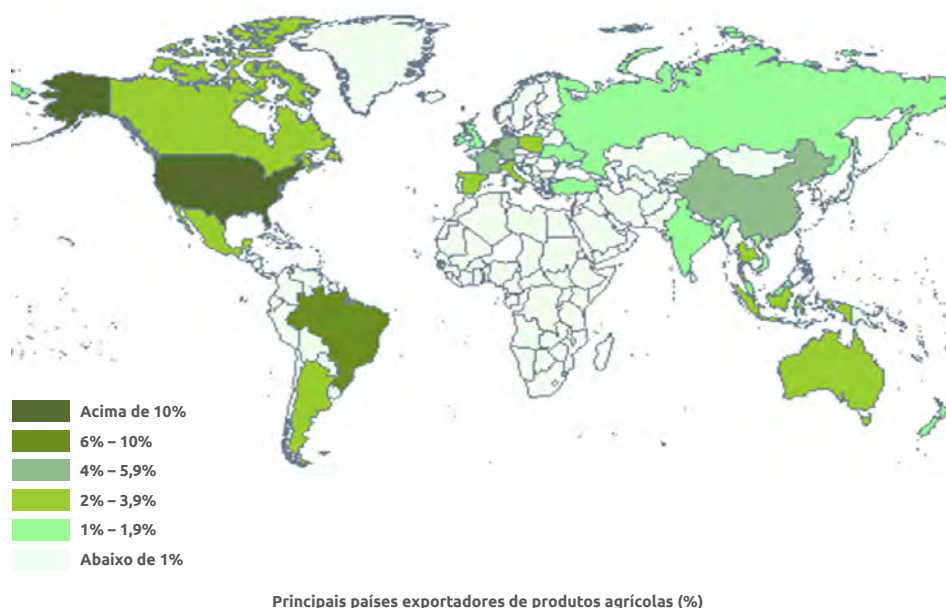 Acima de 10%
6% – 10%
4% – 5,9%
2% – 3,9%
1% – 1,9%
Abaixo de 1%
Principais países exportadores de produtos agrícolas (%)